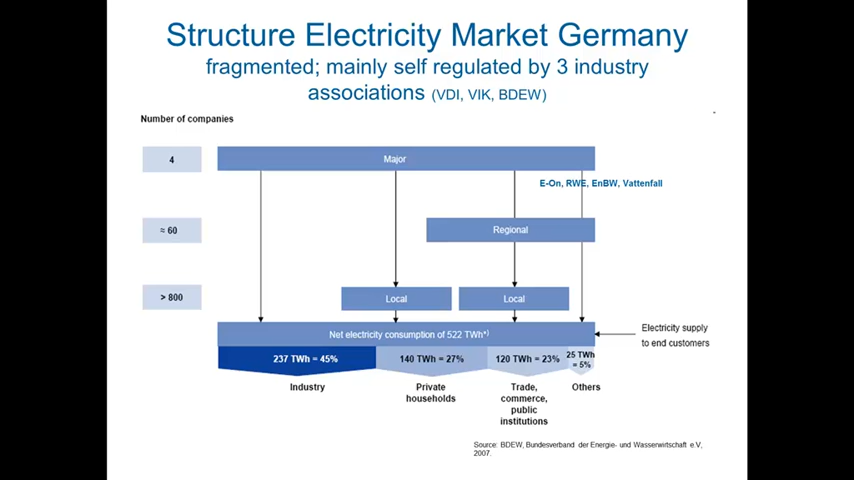 Structure Electricity Market Germany
fragmented; mainly self regulated by 3 industry
associations (VDI, VIK, BDEW)
Number of companies
4
Major
E-On, RWE, EnBW, Vattenfall
≈ 60
Regional
> 800
Local
Local
Net electricity consumption of 522 TWh*)
Electricity supply
to end customers
237 TWh = 45%
140 TWh = 27%
120 TWh = 23%
25 TWh
= 5%
Industry
Private
households
Trade,
commerce,
public
institutions
Others
Source: BDEW, Bundesverband der Energie- und Wasserwirtschaft e.V,
2007.